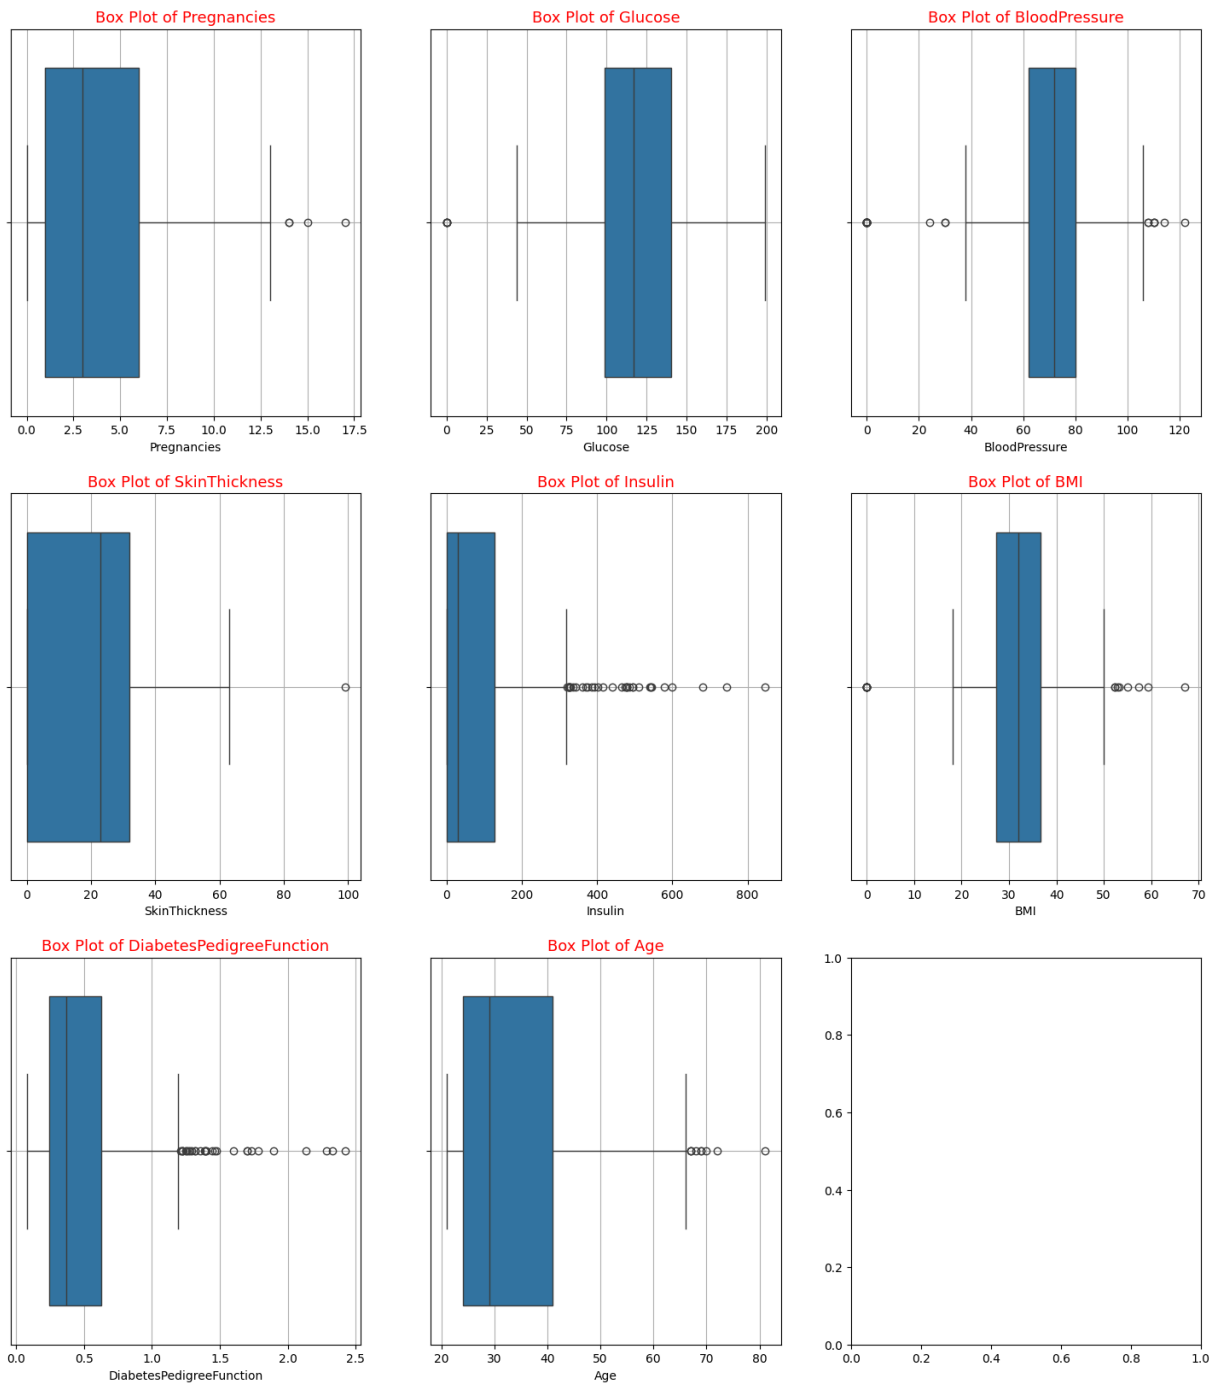 Box Plot of Pregnancies
0.0 2.5 5.0 7.5 10.0 12.5 15.0 17.5
Pregnancies
Box Plot of Glucose
0 25 50 75 100 125 150 175 200
Glucose
Box Plot of BloodPressure
0 20 40 60 80 100 120
BloodPressure
Box Plot of SkinThickness
0 20 40 60 80 100
SkinThickness
Box Plot of Insulin
0 200 400 600 800
Insulin
Box Plot of BMI
0 10 20 30 40 50 60 70
BMI
Box Plot of DiabetesPedigreeFunction
0.0 0.5 1.0 1.5 2.0 2.5
DiabetesPedigreeFunction
Box Plot of Age
20 30 40 50 60 70 80
Age
1.0
0.8
0.6
0.4
0.2
0.0
0.0 0.2 0.4 0.6 0.8 1.0